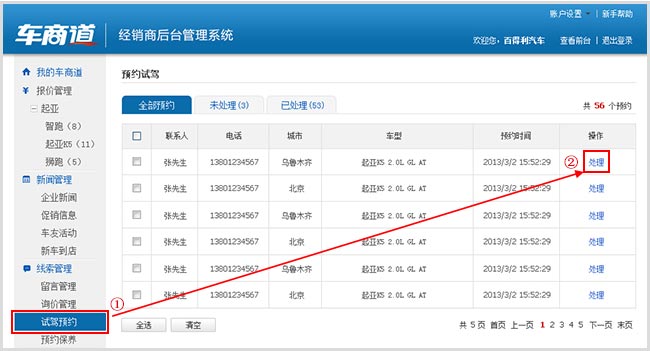 账户设置 | 新手帮助
车商道 经销商后台管理系统
欢迎您，百得利汽车 查看前台 | 退出登录
我的车商道
报价管理
起亚
智跑（8）
起亚K5（11）
狮跑（5）
新闻管理
企业新闻
促销信息
车友活动
新车到店
线索管理
留言管理
询价管理
试驾预约
预约保养
①
预约试驾
全部预约 未处理(3) 已处理(53) 共 56 个预约
联系人 电话 城市 车型 预约时间 操作
张先生 13801234567 乌鲁木齐 起亚K5 2.0L GL AT 2013/3/2 15:52:29 ② 处理
张先生 13801234567 北京 起亚K5 2.0L GL AT 2013/3/2 15:52:29 处理
张先生 13801234567 乌鲁木齐 起亚K5 2.0L GL AT 2013/3/2 15:52:29 处理
张先生 13801234567 北京 起亚K5 2.0L GL AT 2013/3/2 15:52:29 处理
张先生 13801234567 乌鲁木齐 起亚K5 2.0L GL AT 2013/3/2 15:52:29 处理
张先生 13801234567 北京 起亚K5 2.0L GL AT 2013/3/2 15:52:29 处理
全选 清空 共 5 页 首页 上一页 1 2 3 4 5 下一页 末页